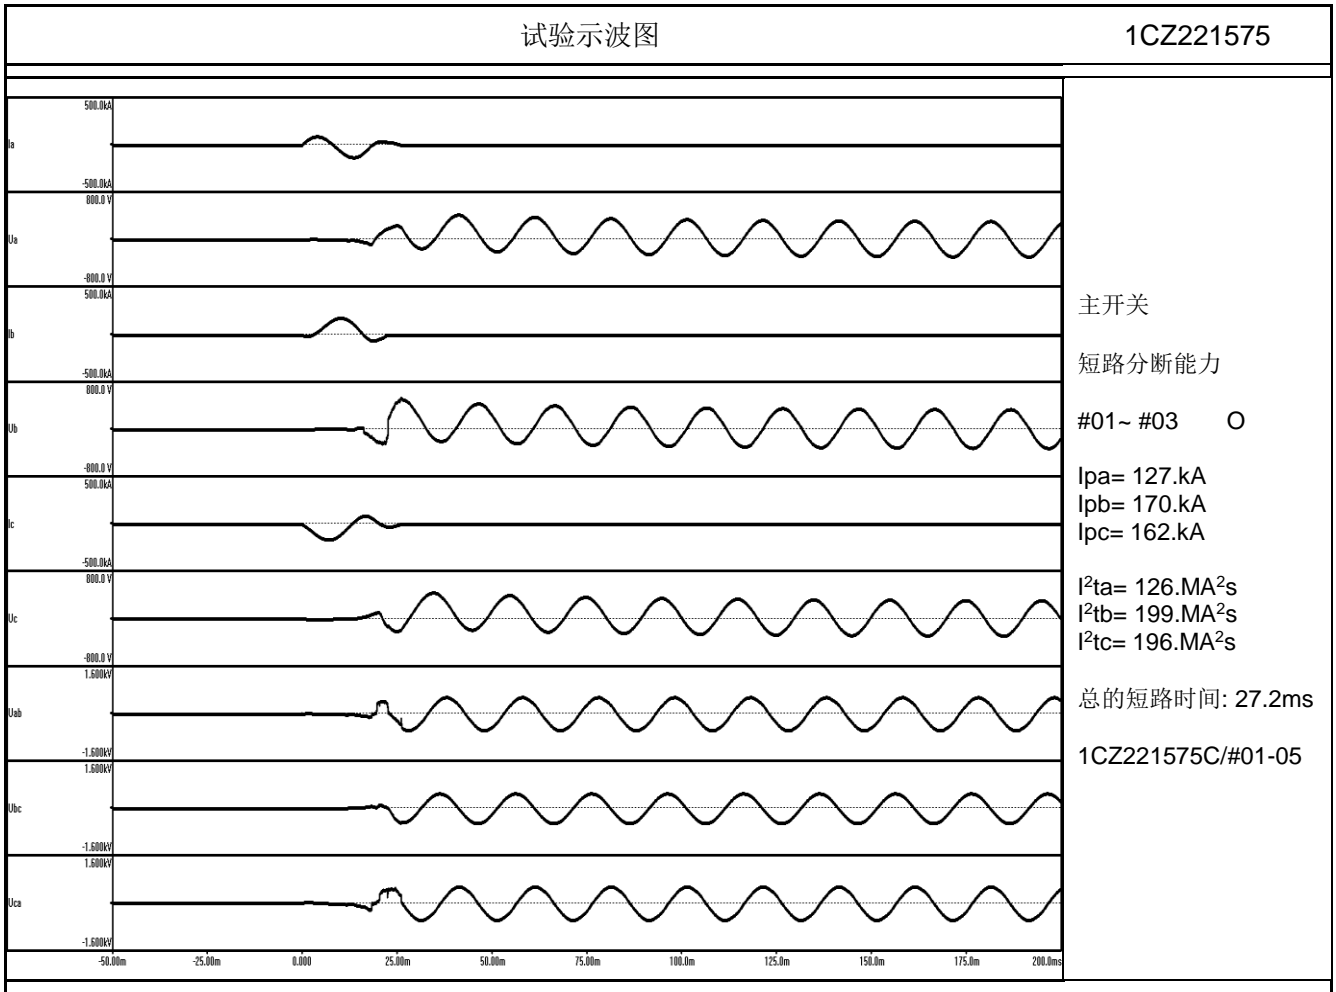 试验示波图
1CZ221575
500.0kA
Ia
-500.0kA
800.0 V
Ua
-800.0 V
500.0kA
Ib
-500.0kA
800.0 V
Ub
-800.0 V
500.0kA
Ic
-500.0kA
800.0 V
Uc
-800.0 V
1.600kV
Uab
-1.600kV
1.600kV
Ubc
-1.600kV
1.600kV
Uca
-1.600kV
-50.00m -25.00m 0.000 25.00m 50.00m 75.00m 100.0m 125.0m 150.0m 175.0m 200.0ms
主开关
短路分断能力
#01~ #03 O
Ipa= 127.kA
Ipb= 170.kA
Ipc= 162.kA
I²ta= 126.MA²s
I²tb= 199.MA²s
I²tc= 196.MA²s
总的短路时间: 27.2ms
1CZ221575C/#01-05